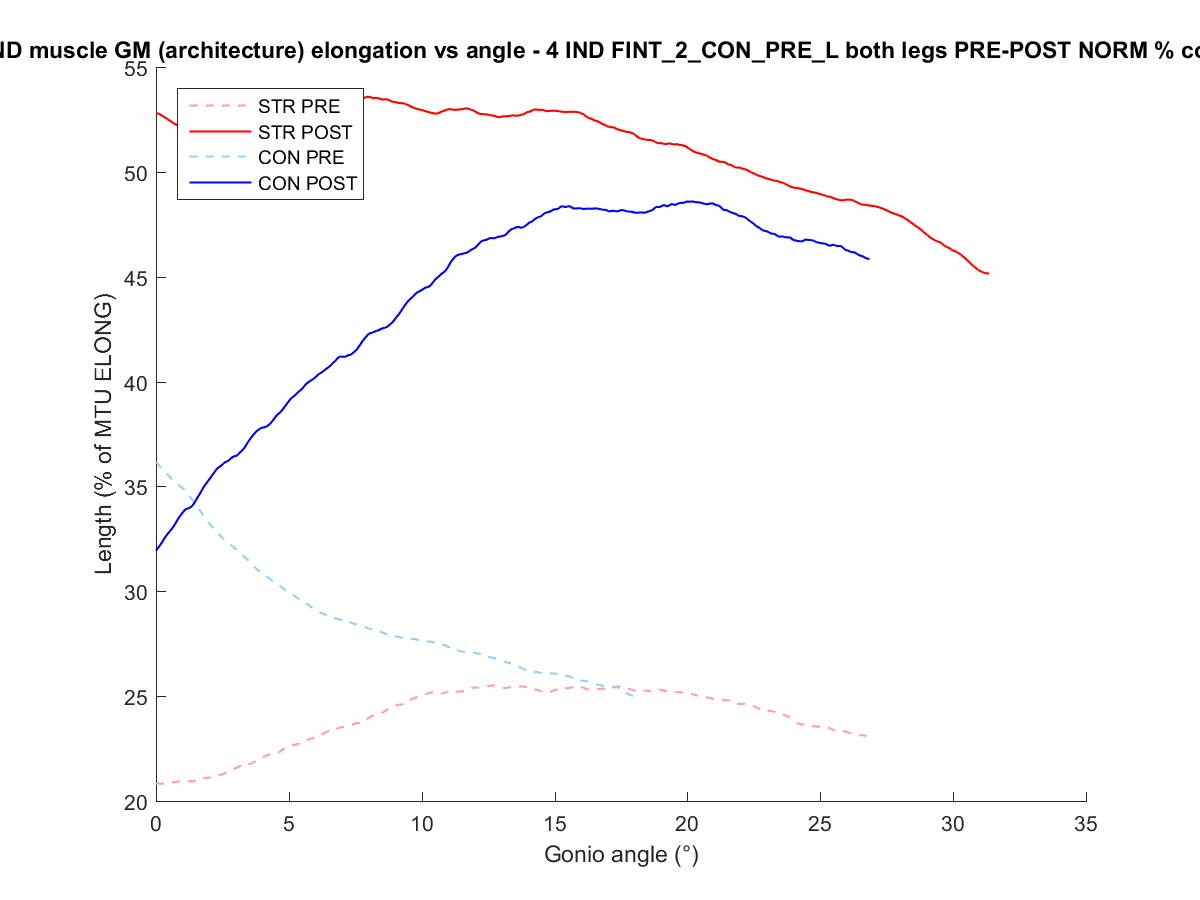 ND muscle GM (architecture) elongation vs angle - 4 IND FINT_2_CON_PRE_L both legs PRE-POST NORM % co
55
50
45
40
35
30
25
20
Length (% of MTU ELONG)
STR PRE
STR POST
CON PRE
CON POST
0 5 10 15 20 25 30 35
Gonio angle (°)